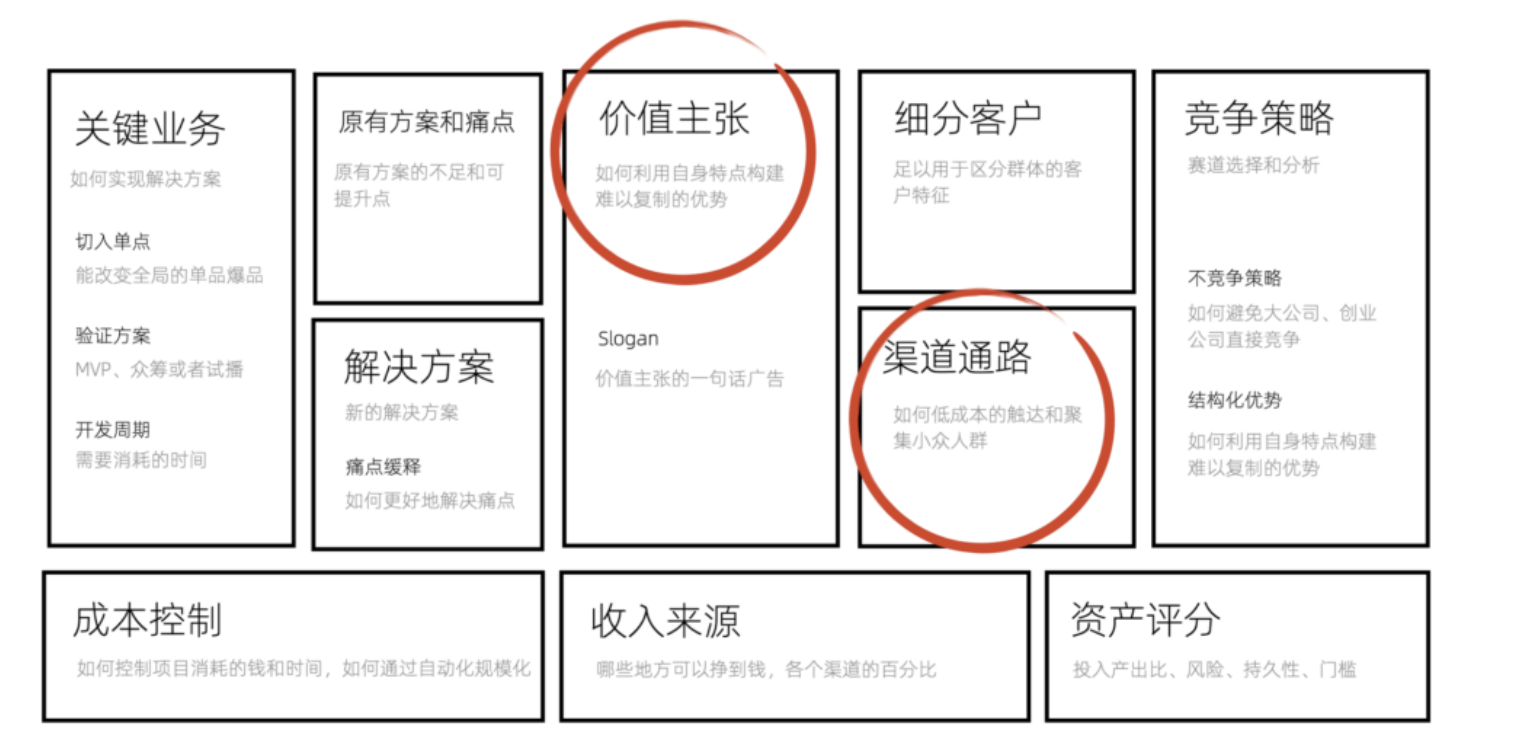 关键业务
如何实现解决方案
切入单点
能改变全局的单品爆品
验证方案
MVP、众筹或者试播
开发周期
需要消耗的时间
原有方案和痛点
原有方案的不足和可
提升点
解决方案
新的解决方案
痛点缓释
如何更好地解决痛点
价值主张
如何利用自身特点构建
难以复制的优势
Slogan
价值主张的一句话广告
细分客户
足以用于区分群体的客
户特征
渠道通路
如何低成本的触达和聚
集小众人群
竞争策略
赛道选择和分析
不竞争策略
如何避免大公司、创业
公司直接竞争
结构化优势
如何利用自身特点构建
难以复制的优势
成本控制
如何控制项目消耗的钱和时间，如何通过自动化规模化
收入来源
哪些地方可以挣到钱，各个渠道的百分比
资产评分
投入产出比、风险、持久性、门槛